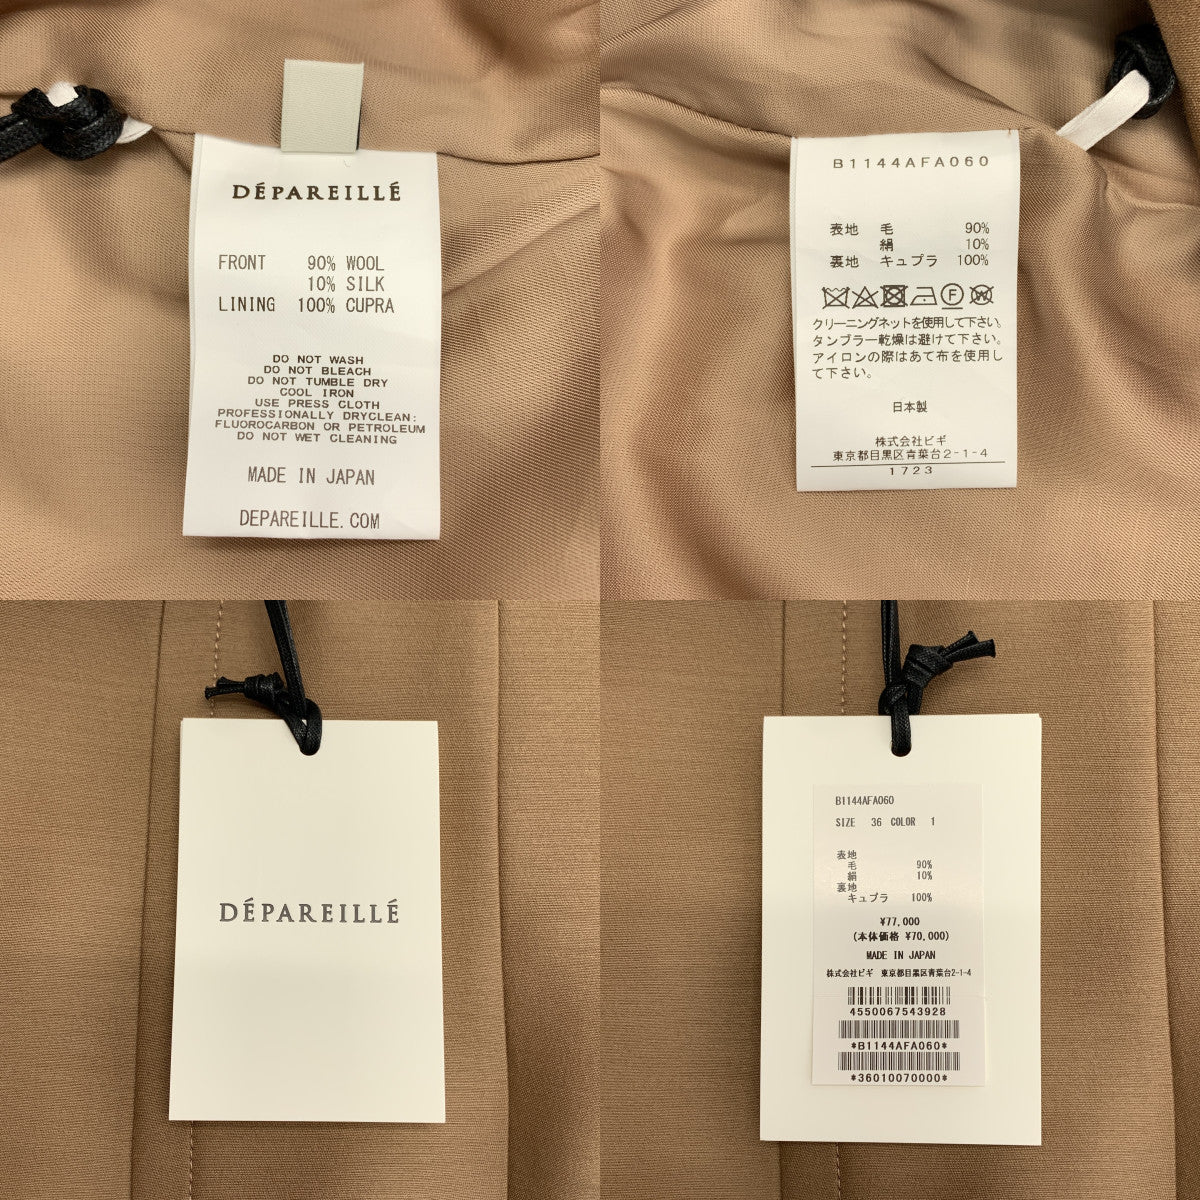 DÉPAREILLÉ
FRONT 90% WOOL
10% SILK
LINING 100% CUPRA
DO NOT WASH
DO NOT BLEACH
DO NOT TUMBLE DRY
COOL IRON
USE PRESS CLOTH
PROFESSIONALLY DRYCLEAN:
FLUOROCARBON OR PETROLEUM
DO NOT WET CLEANING
MADE IN JAPAN
DEPAREILLE.COM
B1144AFA060
表地 毛 90%
絹 10%
裏地 キュプラ 100%
F W
クリーニングネットを使用して下さい。
タンブラー乾燥は避けて下さい。
アイロンの際はあて布を使用し
て下さい。
日本製
株式会社ビギ
東京都目黒区青葉台2-1-4
1723
DÉPAREILLÉ
B1144AFA060
SIZE 36 COLOR 1
表地
毛 90%
絹 10%
裏地
キュプラ 100%
¥77,000
(本体価格 ¥70,000)
MADE IN JAPAN
株式会社ビギ 東京都目黒区青葉台2-1-4
4550067543928
*B1144AFA060*
*36010070000*